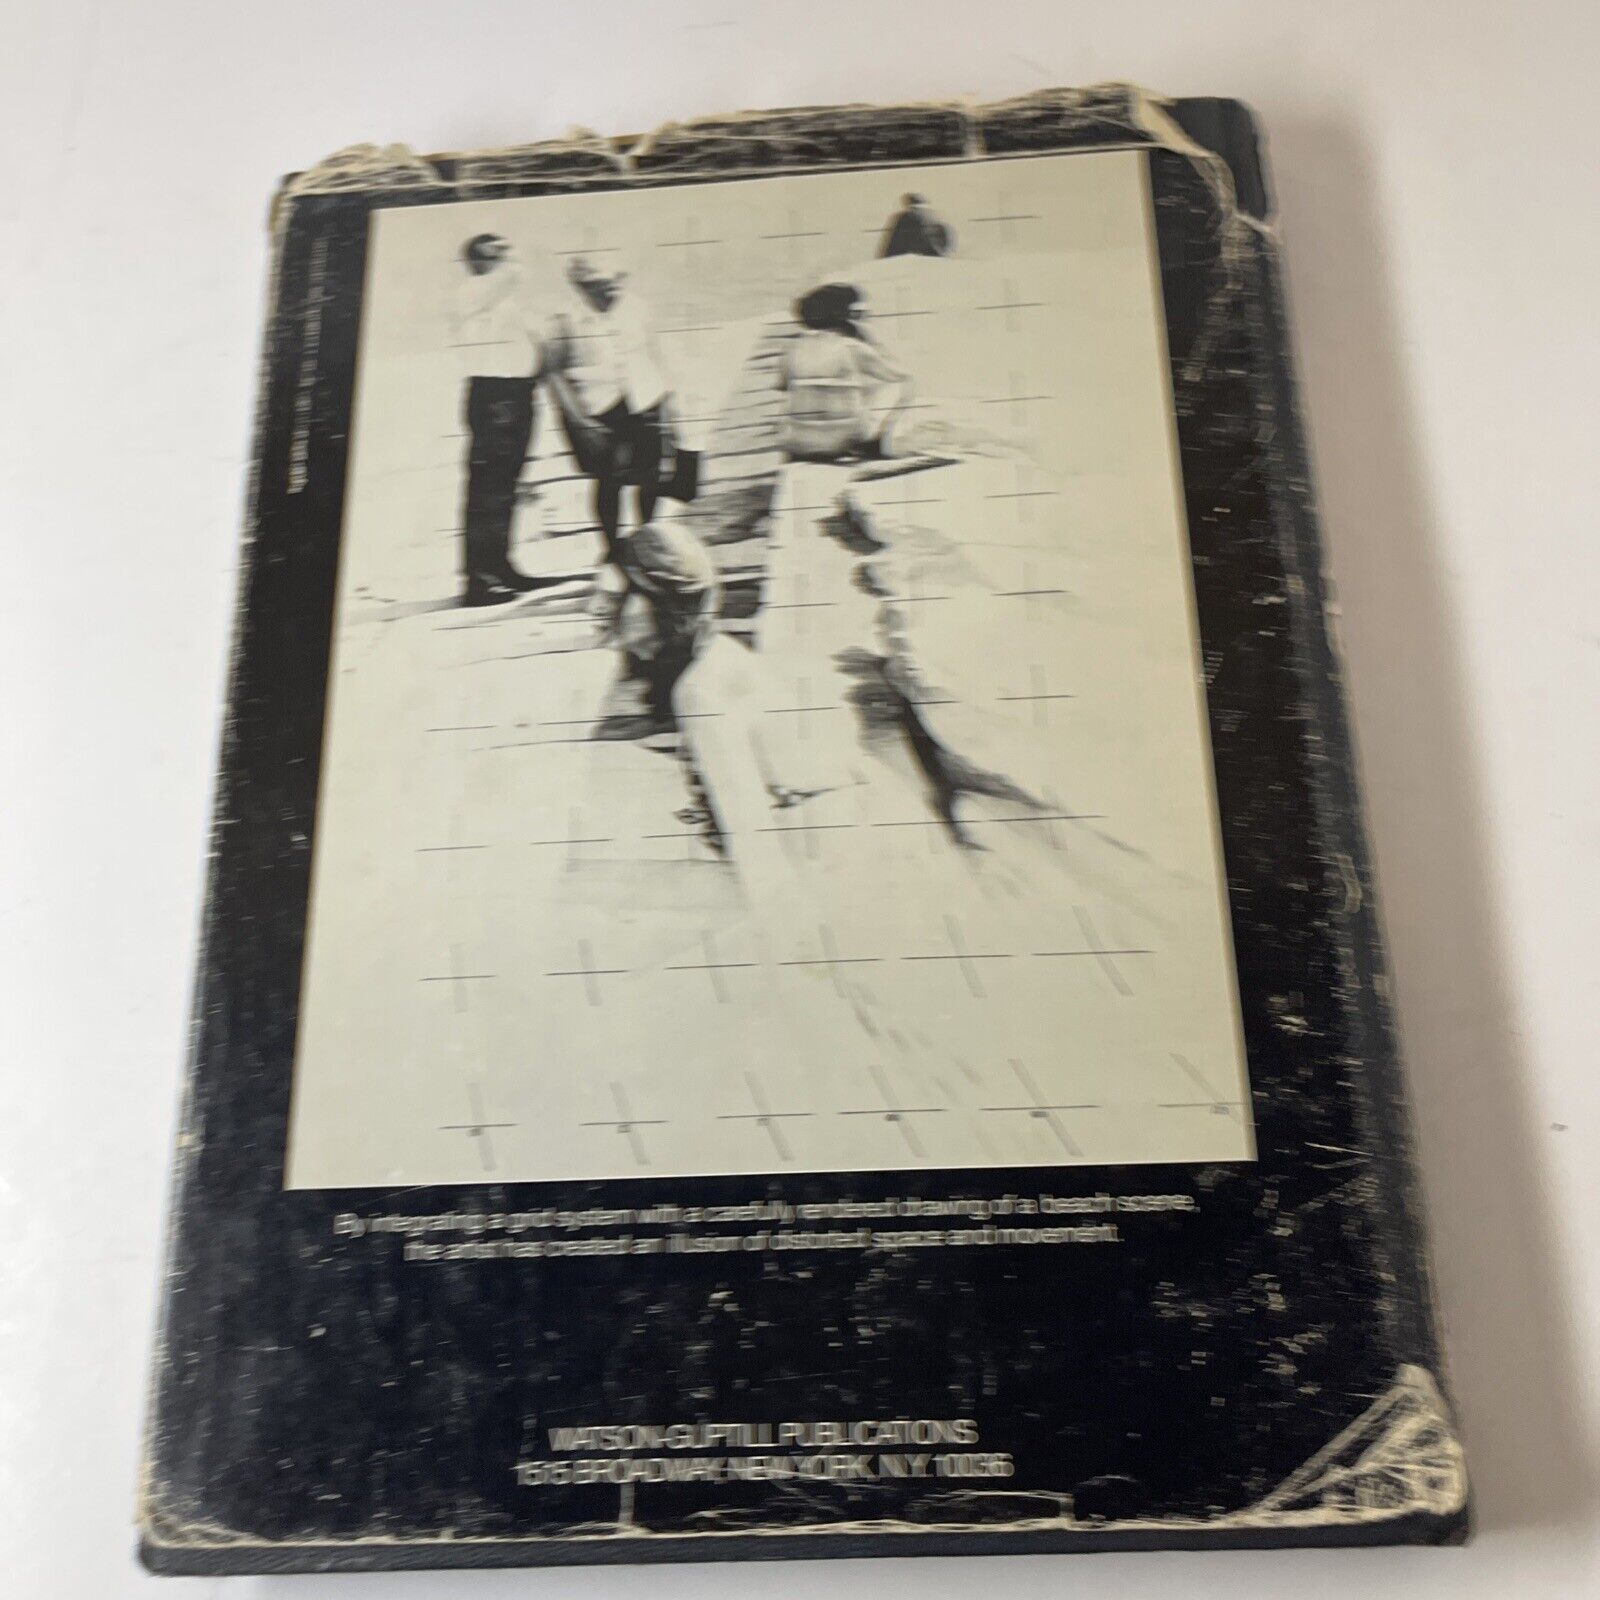 By integrating a grid system with a carefully rendered drawing of a beach scene,
the artist has created an illusion of distorted space and movement.
WATSON-GUPTILL PUBLICATIONS
1515 BROADWAY, NEW YORK, N.Y. 10036